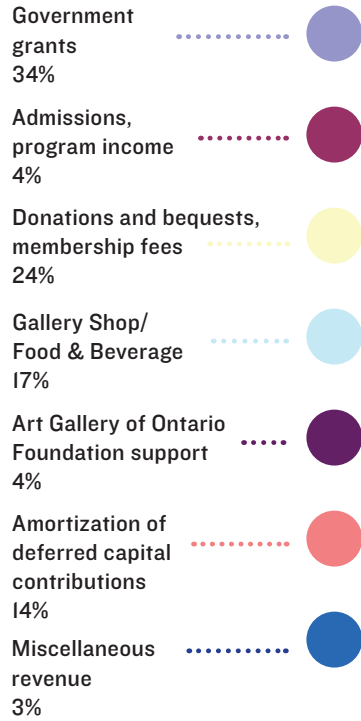 Government
grants
34%
Admissions,
program income
4%
Donations and bequests,
membership fees
24%
Gallery Shop/
Food & Beverage
17%
Art Gallery of Ontario
Foundation support
4%
Amortization of
deferred capital
contributions
14%
Miscellaneous
revenue
3%